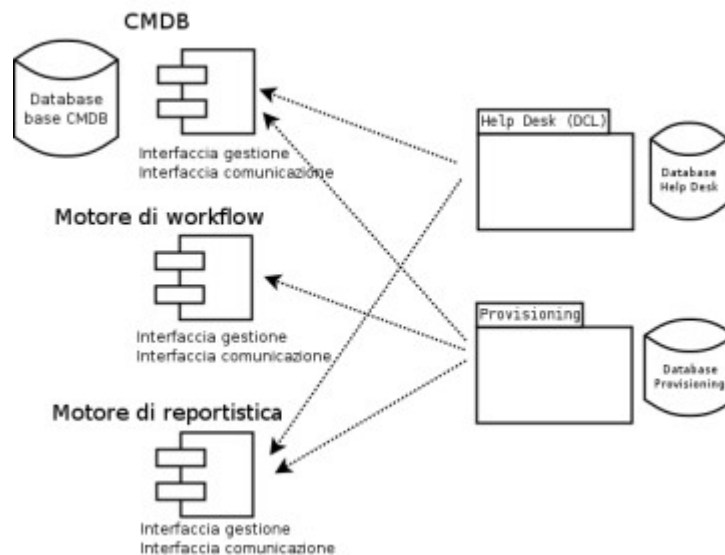 CMDB
Database
base CMDB
Interfaccia gestione
Interfaccia comunicazione
Help Desk (DCL)
Database
Help Desk
Motore di workflow
Interfaccia gestione
Interfaccia comunicazione
Provisioning
Database
Provisioning
Motore di reportistica
Interfaccia gestione
Interfaccia comunicazione